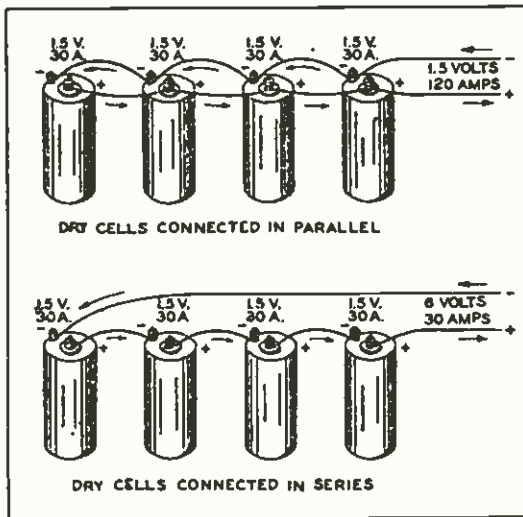 1.5 V. 1.5 V. 1.5 V. 1.5 V.
30 A. 30 A. 30 A. 30 A.
- + - + - + - + -
1.5 VOLTS
120 AMPS
+
DRY CELLS CONNECTED IN PARALLEL
1.5 V. 1.5 V. 1.5 V. 1.5 V.
30 A. 30 A. 30 A. 30 A.
6 VOLTS -
30 AMPS
- + - + - + - + +
DRY CELLS CONNECTED IN SERIES